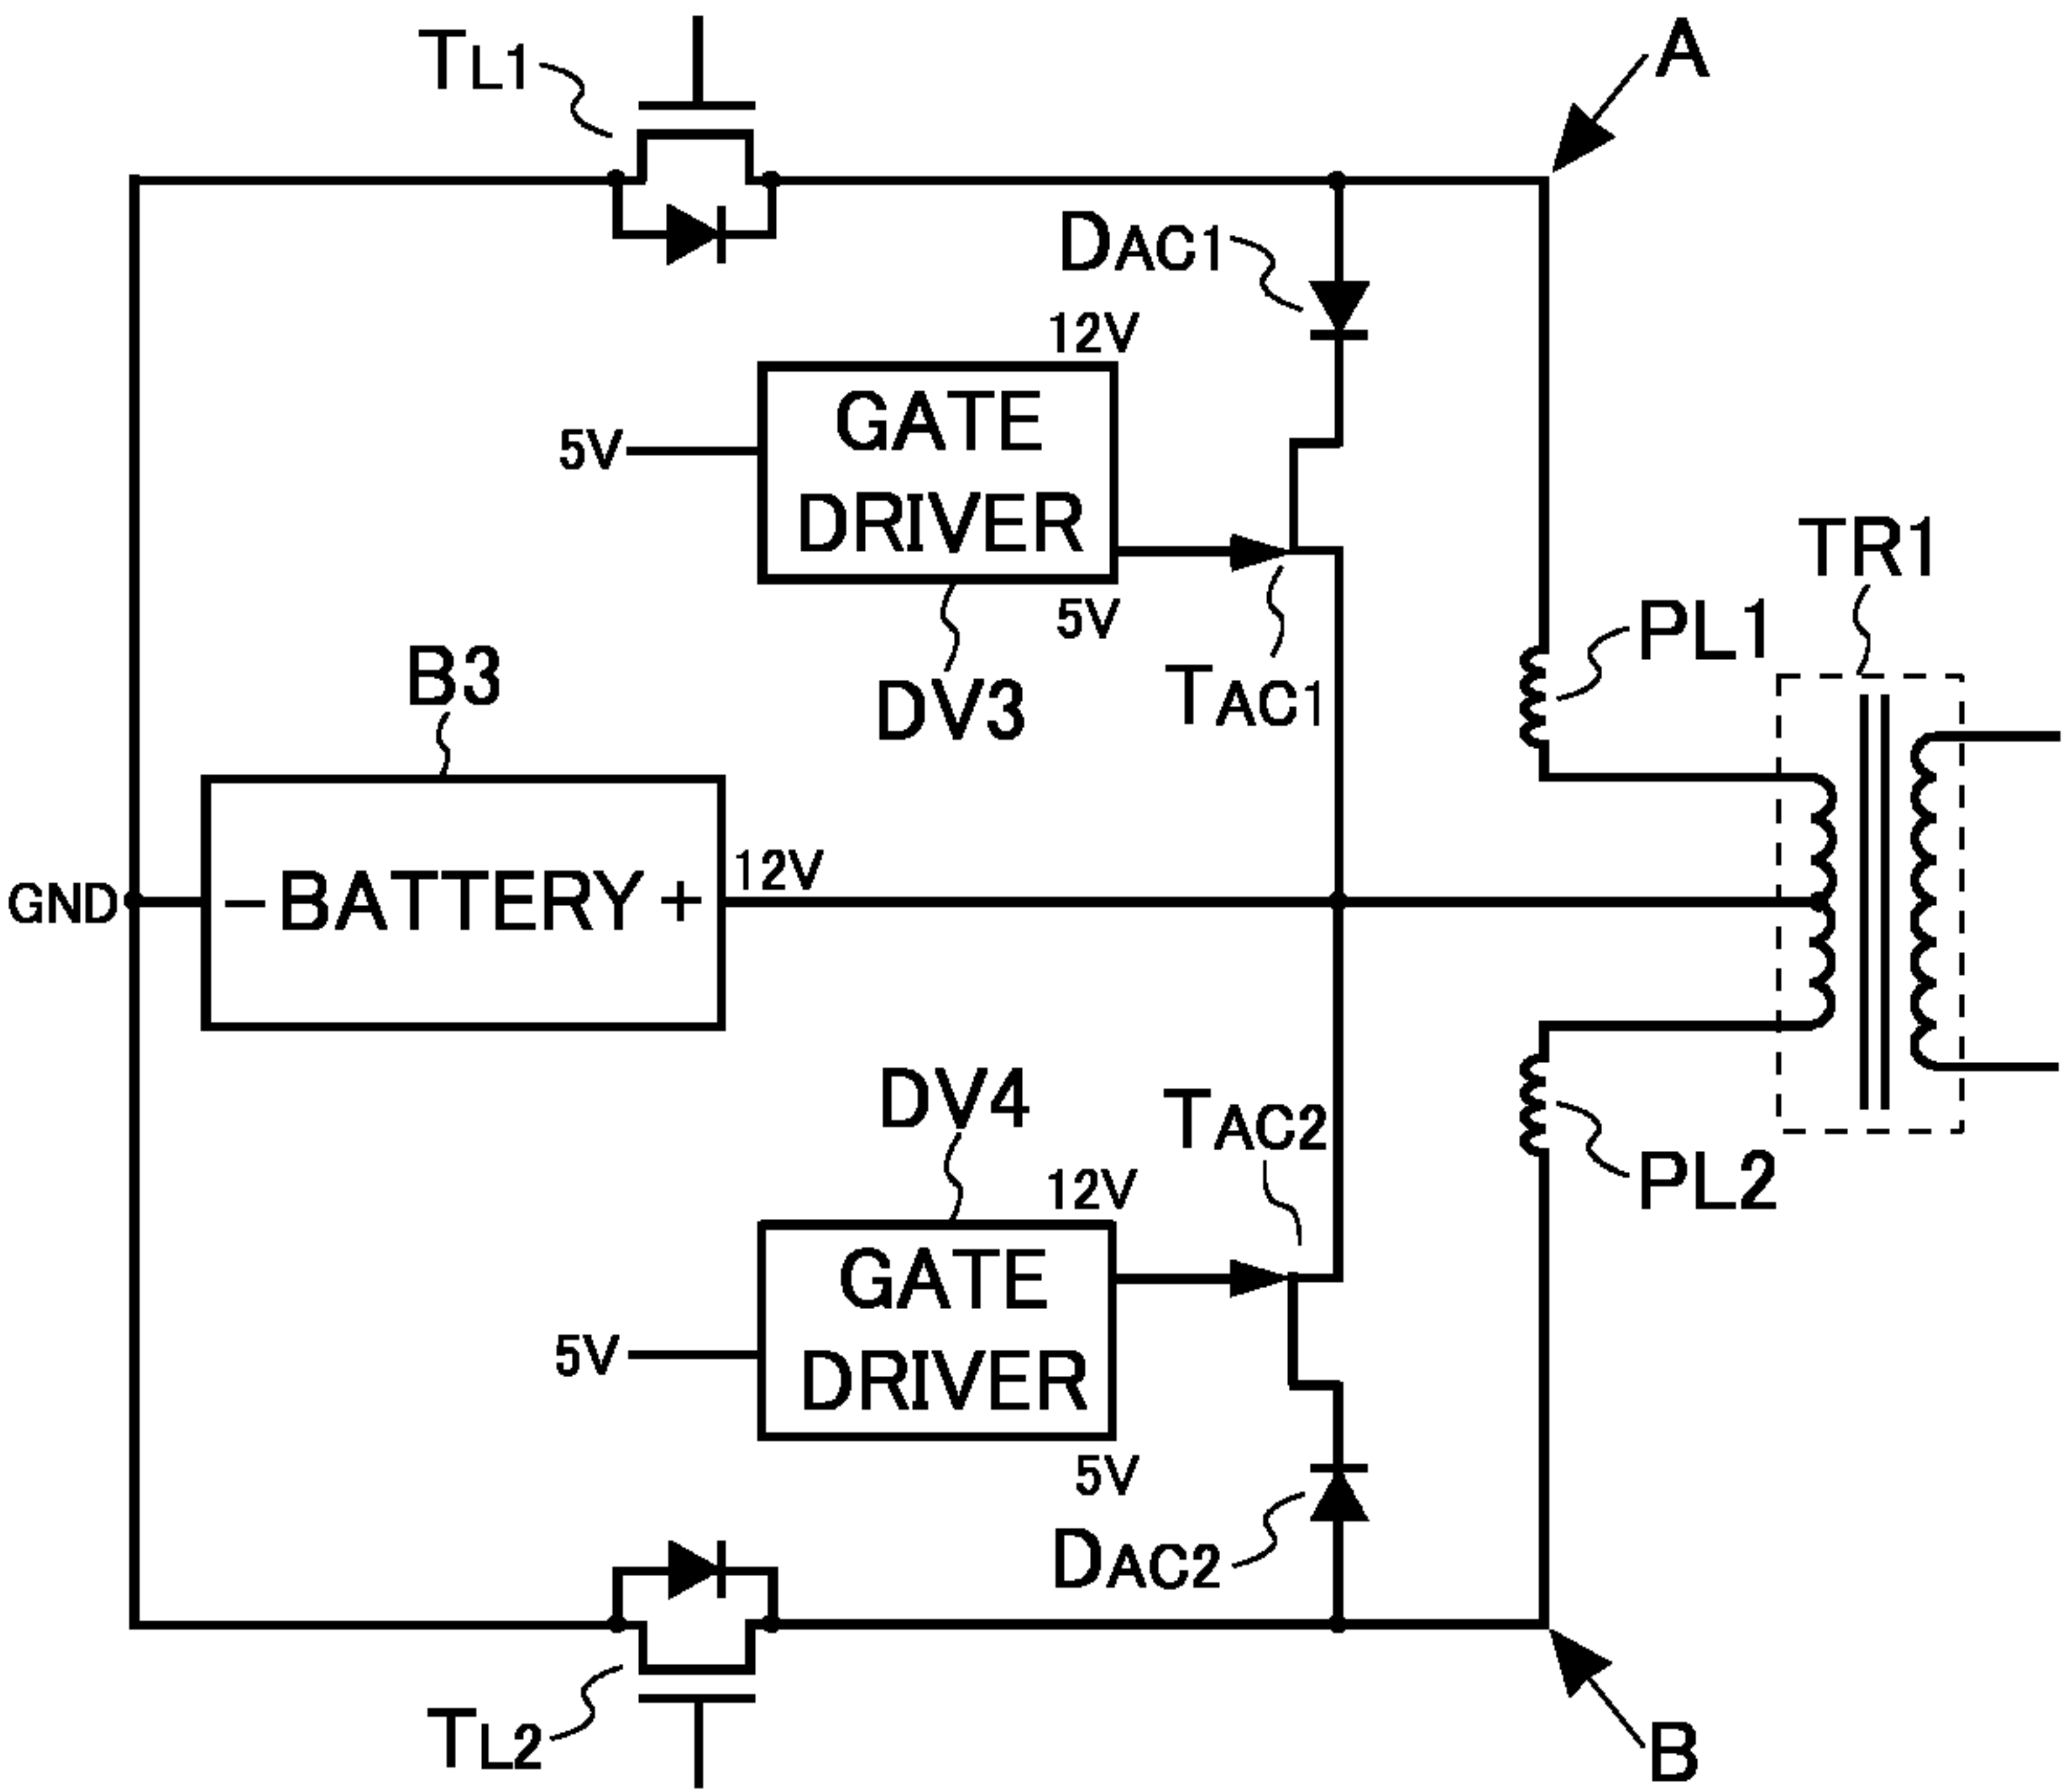 TL1
A
DAC1
12V
5V
GATE
DRIVER
5V
TAC1
DV3
TR1
PL1
B3
GND
- BATTERY +
12V
DV4
TAC2
12V
PL2
GATE
DRIVER
5V
5V
DAC2
TL2
B